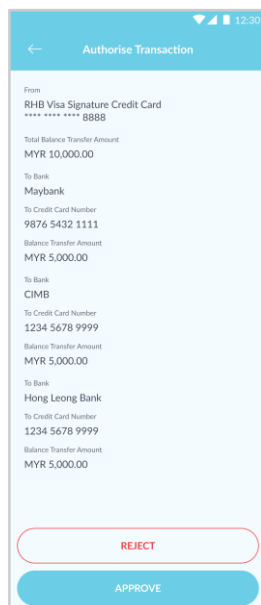 12:30
Authorise Transaction
From
RHB Visa Signature Credit Card
**** **** **** 8888
Total Balance Transfer Amount
MYR 10,000.00
To Bank
Maybank
To Credit Card Number
9876 5432 1111
Balance Transfer Amount
MYR 5,000.00
To Bank
CIMB
To Credit Card Number
1234 5678 9999
Balance Transfer Amount
MYR 5,000.00
To Bank
Hong Leong Bank
To Credit Card Number
1234 5678 9999
Balance Transfer Amount
MYR 5,000.00
REJECT
APPROVE